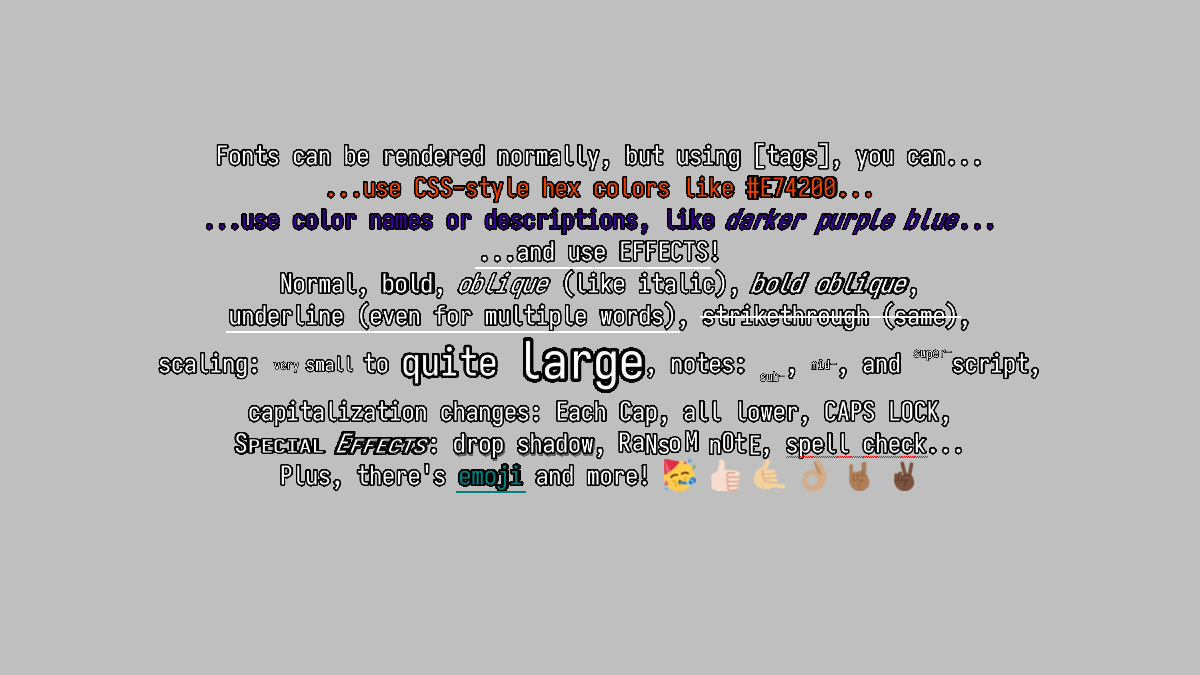 Fonts can be rendered normally, but using [tags], you can...
...use CSS-style hex colors like #E74200...
...use color names or descriptions, like darker purple blue...
...and use EFFECTS!
Normal, bold, oblique (like italic), bold oblique,
underline (even for multiple words), strikethrough (same),
scaling: very small to quite large, notes: sub-, mid-, and super-script,
capitalization changes: Each Cap, all lower, CAPS LOCK,
Special Effects: drop shadow, RaNsoM nOtE, spell check...
Plus, there's emoji and more! 🥳 👍🏻 🤙🏼 👌🏽 🤘🏾 ✌🏿